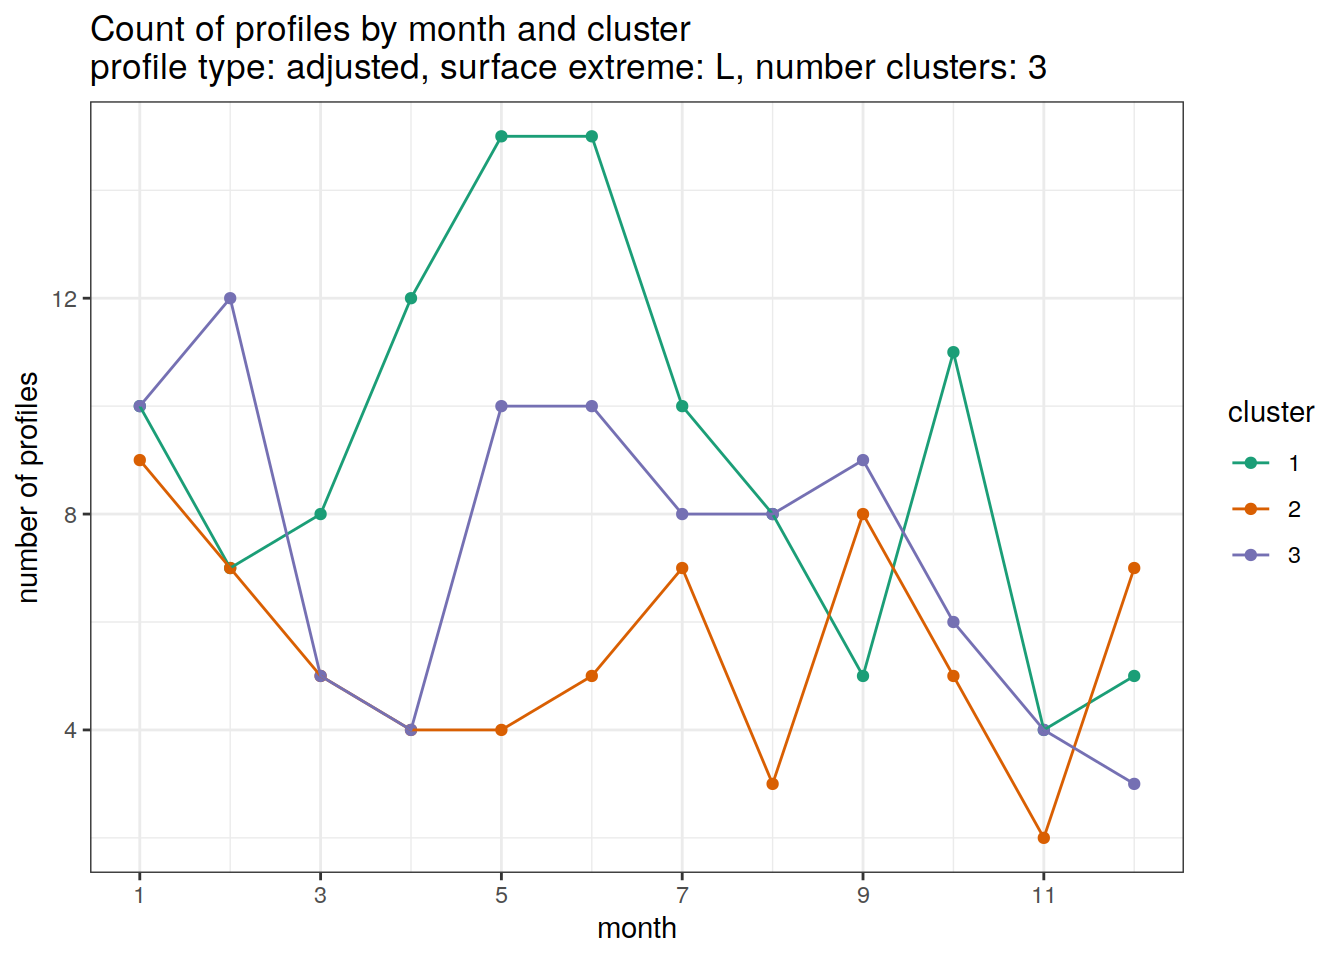 Count of profiles by month and cluster
profile type: adjusted, surface extreme: L, number clusters: 3
12
8
4
number of profiles
1 3 5 7 9 11
month
cluster
1
2
3